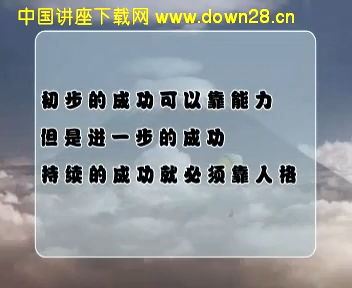 中国讲座下载网 www.down28.cn
初步的成功可以靠能力
但是进一步的成功
持续的成功就必须靠人格